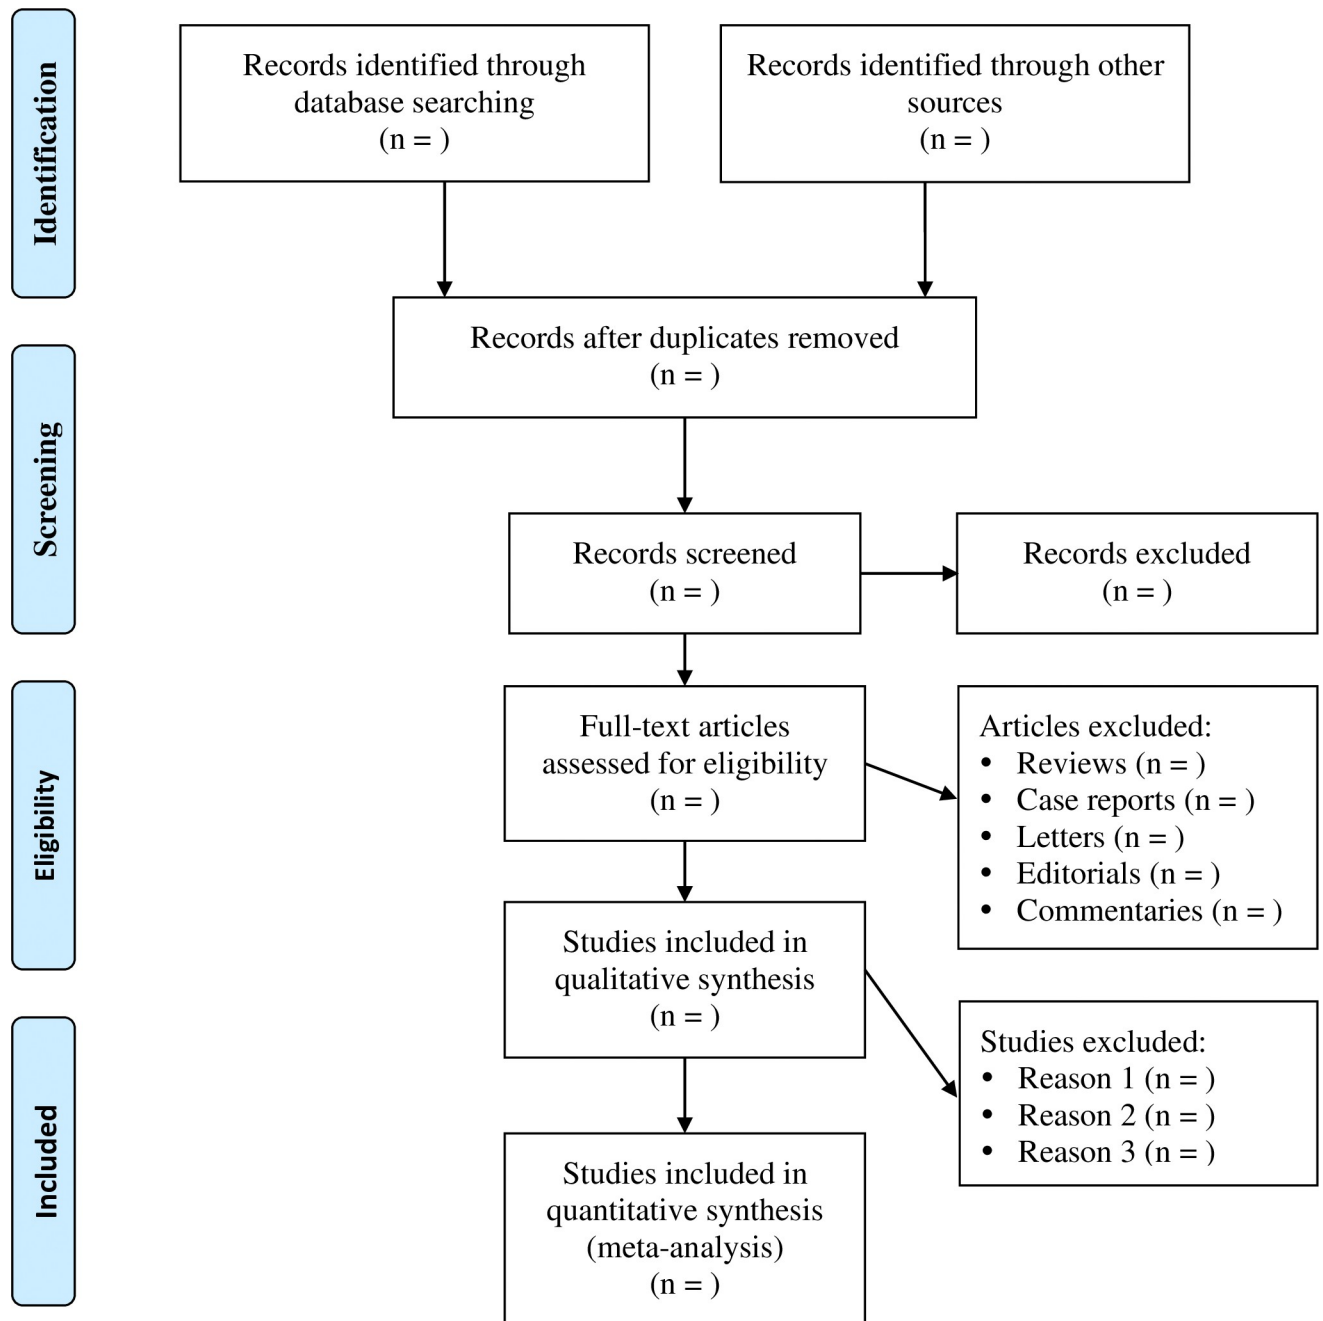 Identification
Records identified through
database searching
(n = )
Records identified through other
sources
(n = )
Records after duplicates removed
(n = )
Screening
Records screened
(n = )
Records excluded
(n = )
Eligibility
Full-text articles
assessed for eligibility
(n = )
Articles excluded:
• Reviews (n = )
• Case reports (n = )
• Letters (n = )
• Editorials (n = )
• Commentaries (n = )
Studies included in
qualitative synthesis
(n = )
Studies excluded:
• Reason 1 (n = )
• Reason 2 (n = )
• Reason 3 (n = )
Included
Studies included in
quantitative synthesis
(meta-analysis)
(n = )